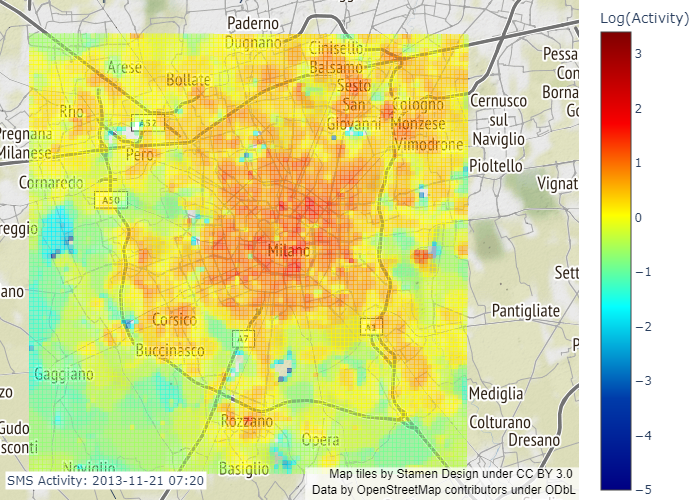 Log(Activity)
3
2
1
0
−1
−2
−3
−4
−5
Paderno
Dugnano
Cinisello
Balsamo
Arese
Bollate
Sesto
San
Giovanni
Pessa
Con
Borna
Go
Rho
A52
Cologno
Monzese
Cernusco
sul
Naviglio
Pregnana
Milanese
Pero
Vimodrone
Pioltello
Cornaredo
Vignat
A50
reggio
Milano
Sett
ano
Corsico
A7
A1
Pantigliate
Buccinasco
P
Gaggiano
zo
Mediglia
Gudo
sconti
Rozzano
Colturano
Dresano
Opera
Noviglio
Basiglio
SMS Activity: 2013-11-21 07:20
Map tiles by Stamen Design under CC BY 3.0
Data by OpenStreetMap contributors under ODbL